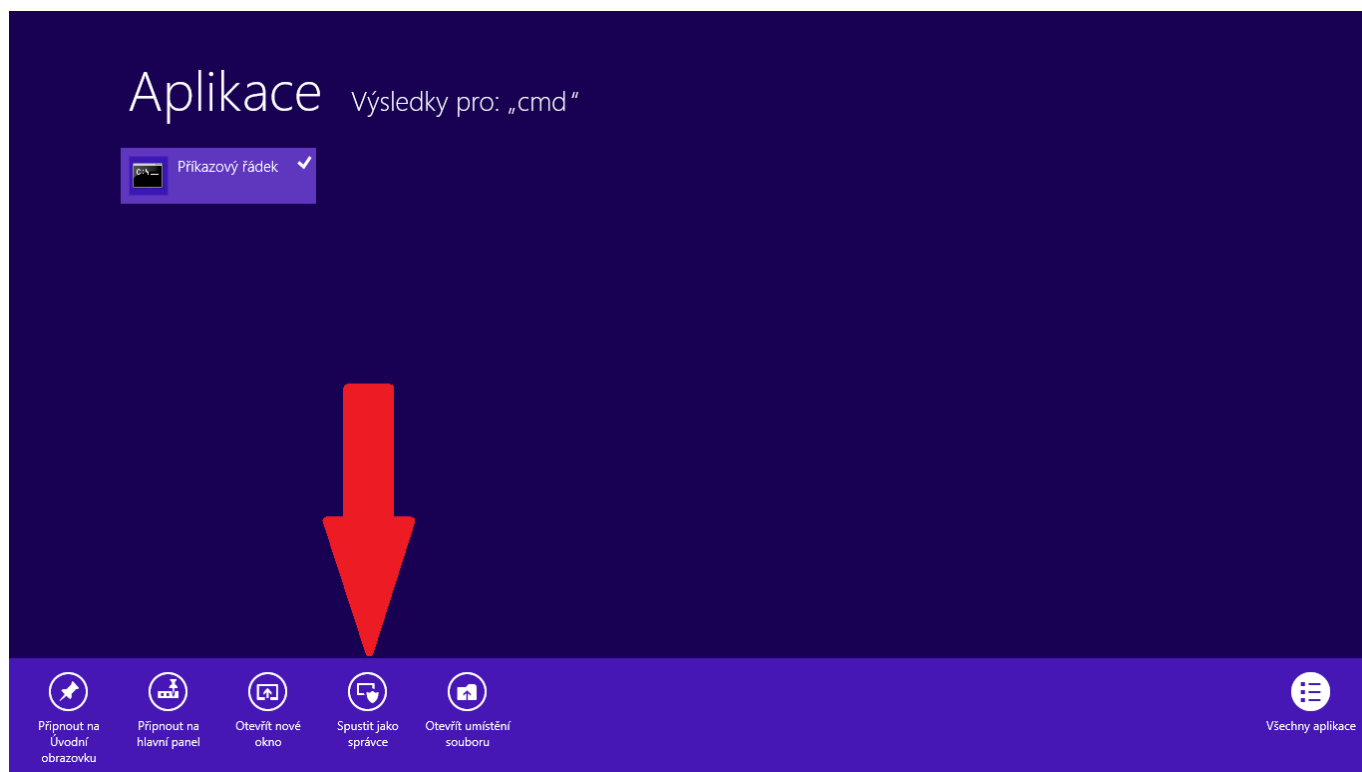 Aplikace Výsledky pro: „cmd“
Příkazový řádek
C:\_
Připnout na
Úvodní
obrazovku
Připnout na
hlavní panel
Otevřít nové
okno
Spustit jako
správce
Otevřít umístění
souboru
Všechny aplikace